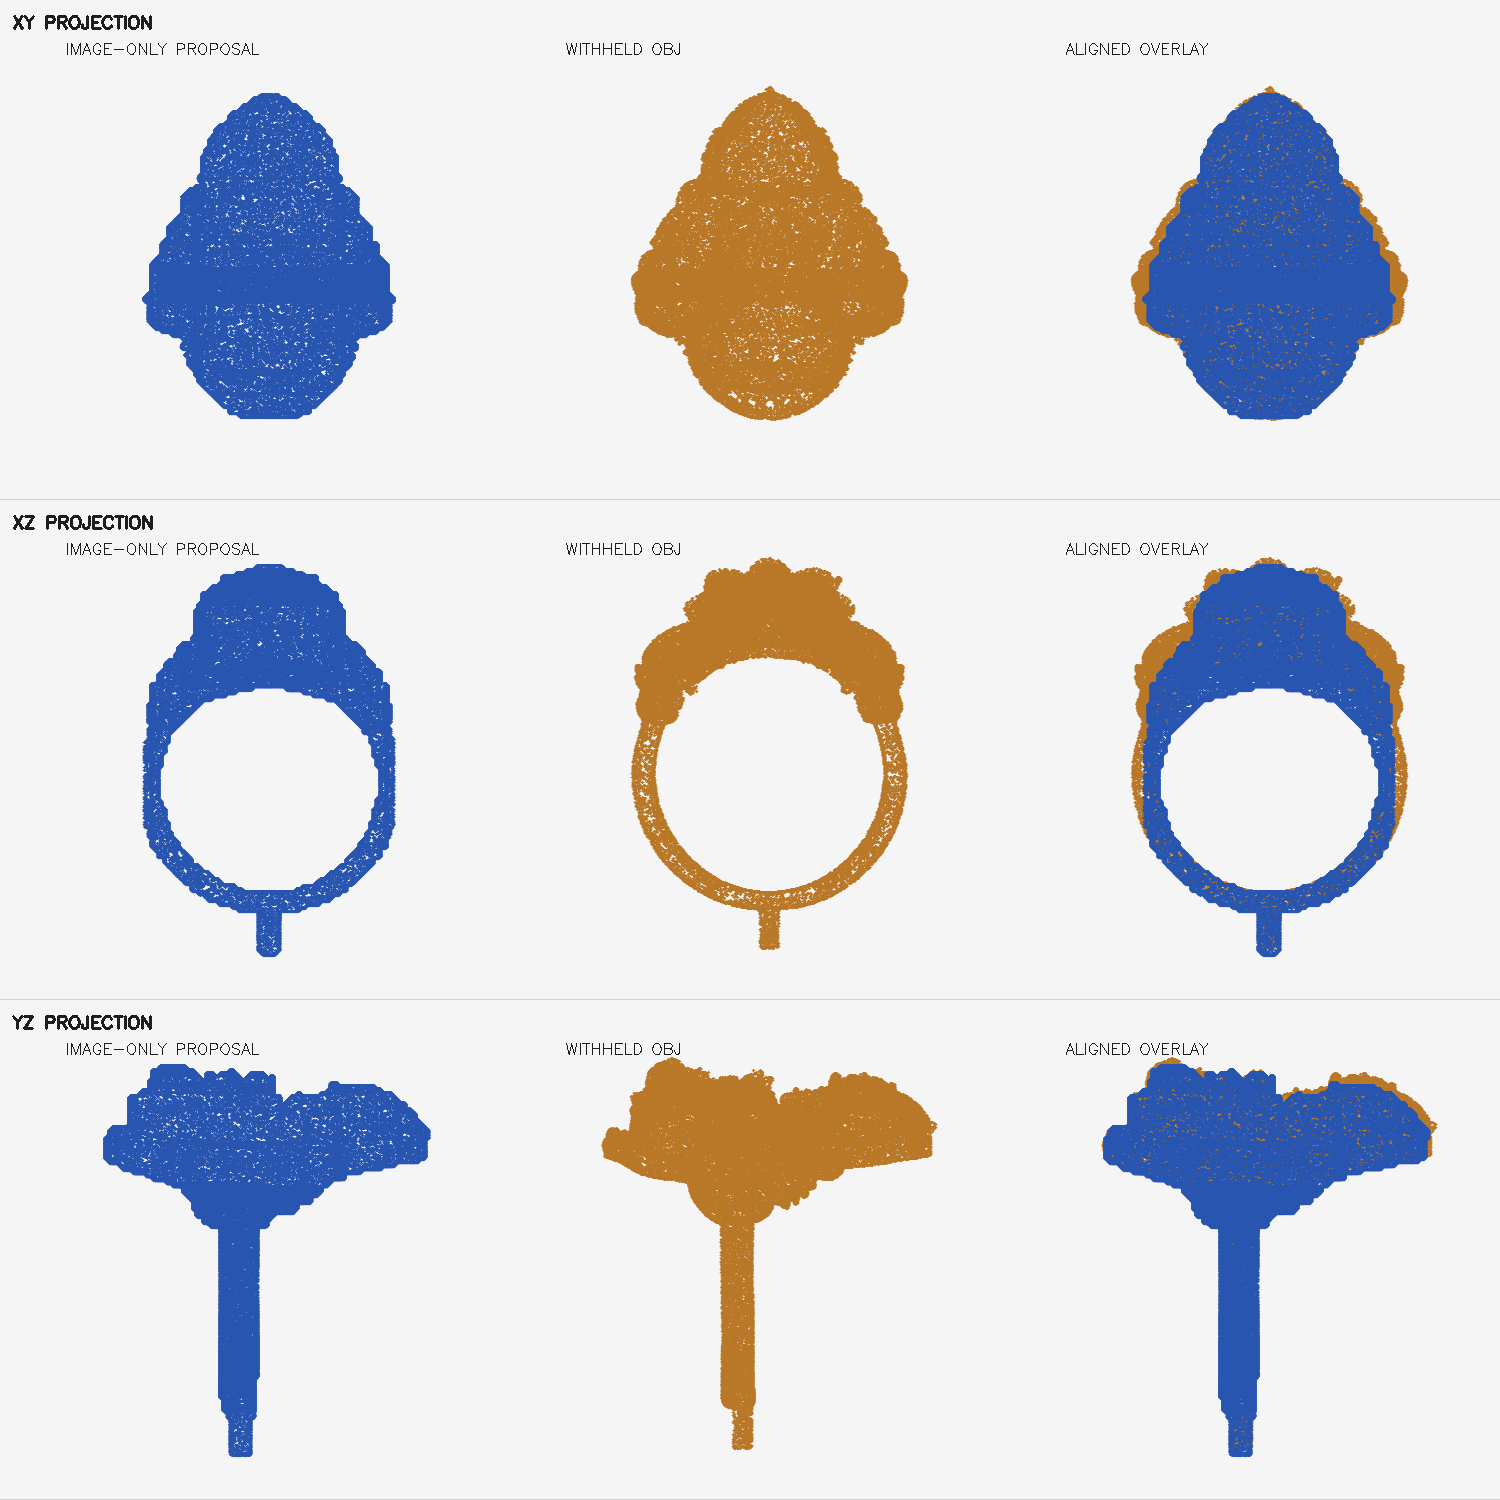 XY PROJECTION
IMAGE-ONLY PROPOSAL
WITHHELD OBJ
ALIGNED OVERLAY
XZ PROJECTION
IMAGE-ONLY PROPOSAL
WITHHELD OBJ
ALIGNED OVERLAY
YZ PROJECTION
IMAGE-ONLY PROPOSAL
WITHHELD OBJ
ALIGNED OVERLAY